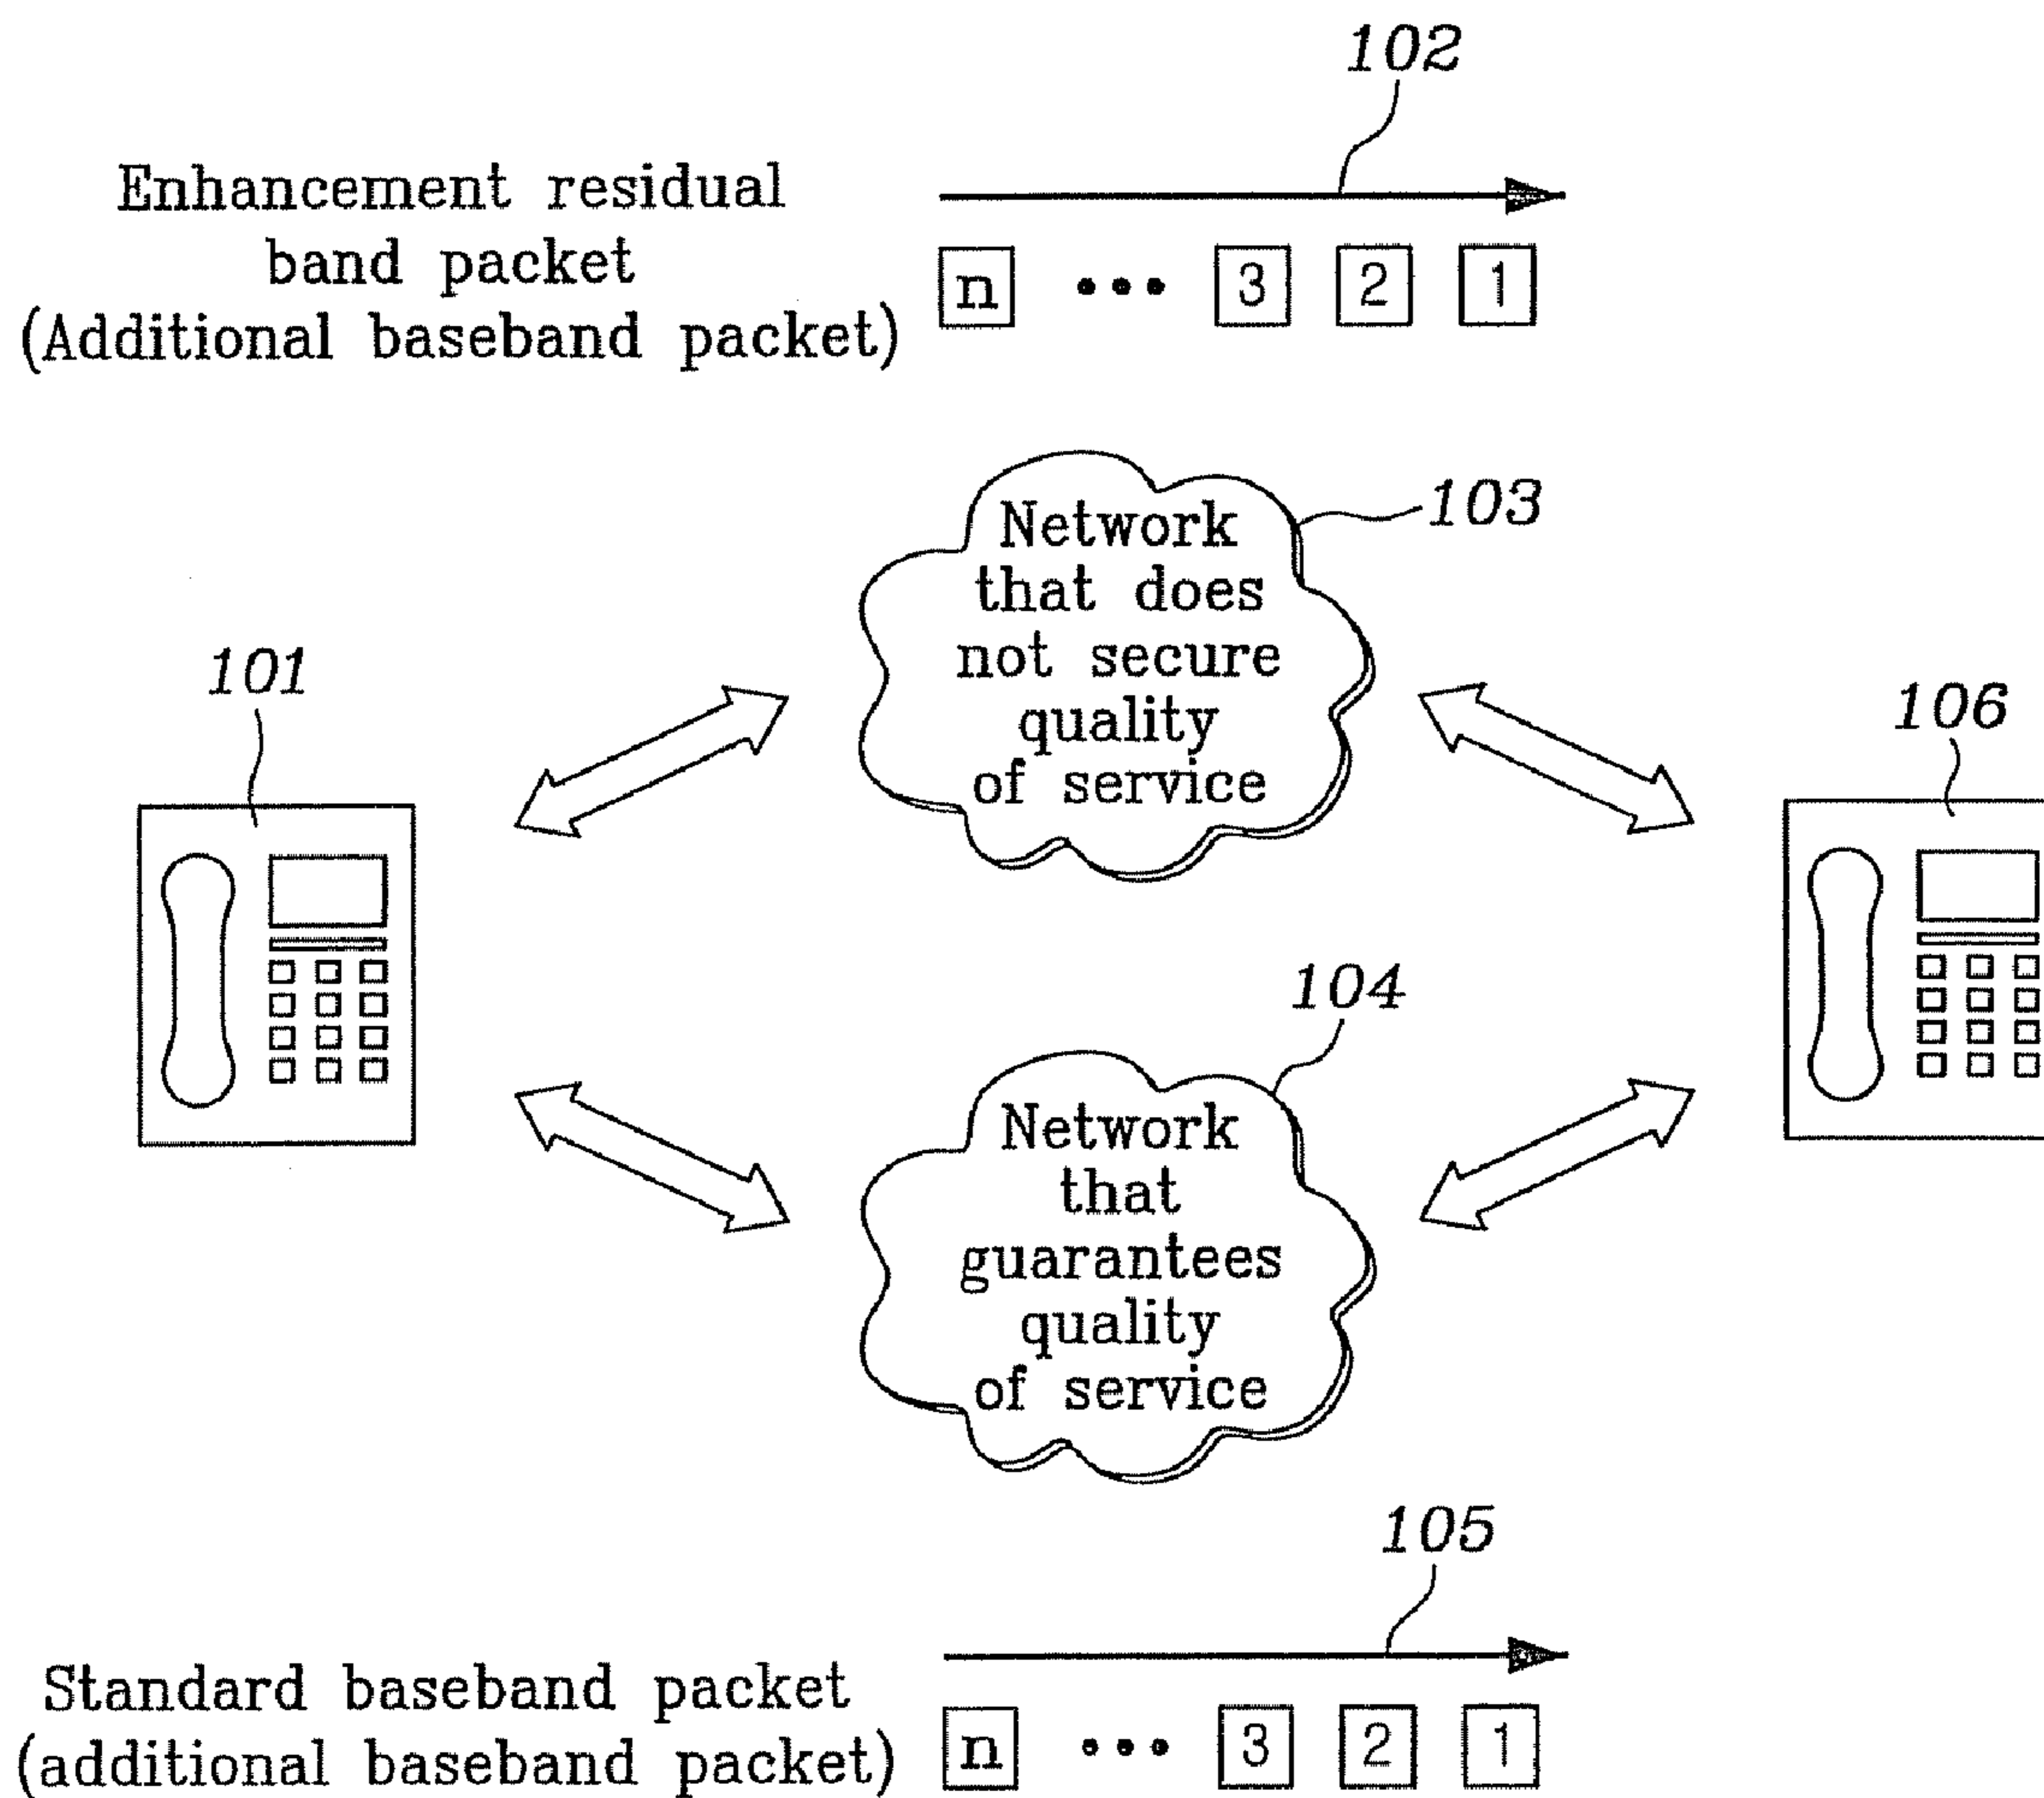 102
Enhancement residual
band packet
(Additional baseband packet)
n ••• 3 2 1
103
Network
that does
not secure
quality
of service
101
106
104
Network
that
guarantees
quality
of service
105
Standard baseband packet
(additional baseband packet)
n ••• 3 2 1